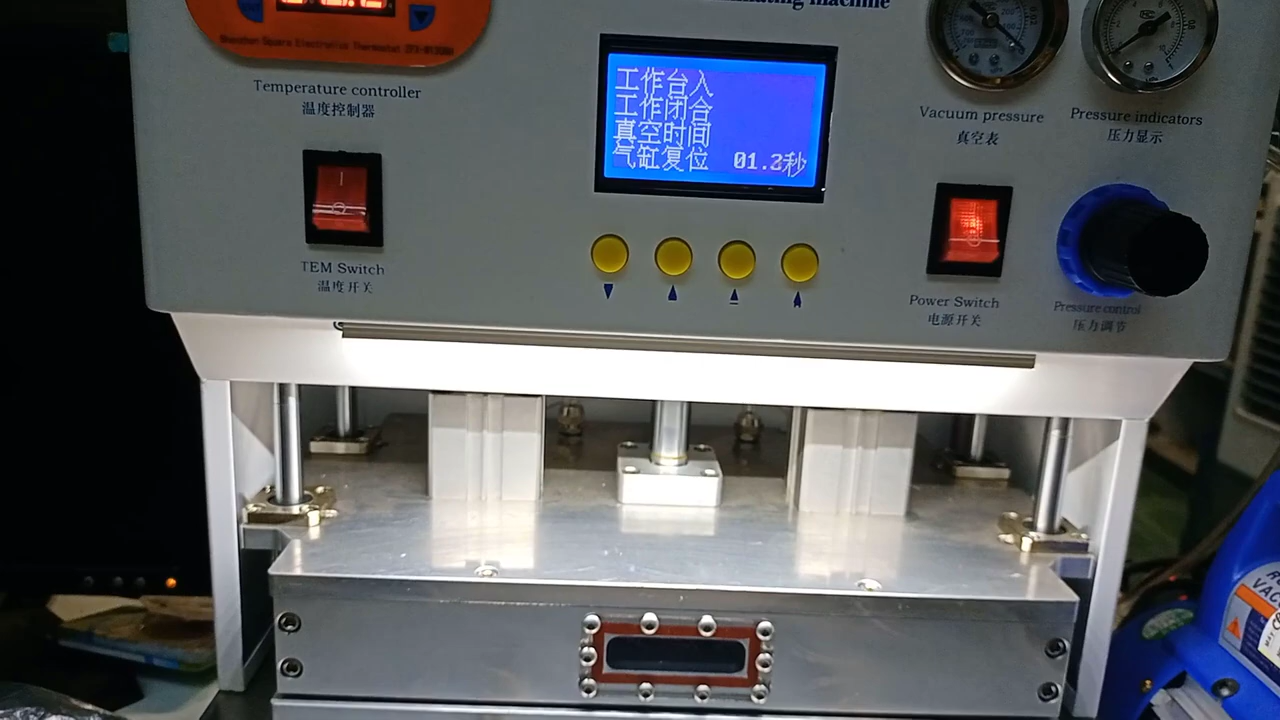 machine
Temperature controller
温度控制器
工作台入
工作闭合
真空时间
气缸复位 01.2秒
Vacuum pressure
真空表
Pressure indicators
压力显示
TEM Switch
温度开关
Power Switch
电源开关
Pressure control
压力调节